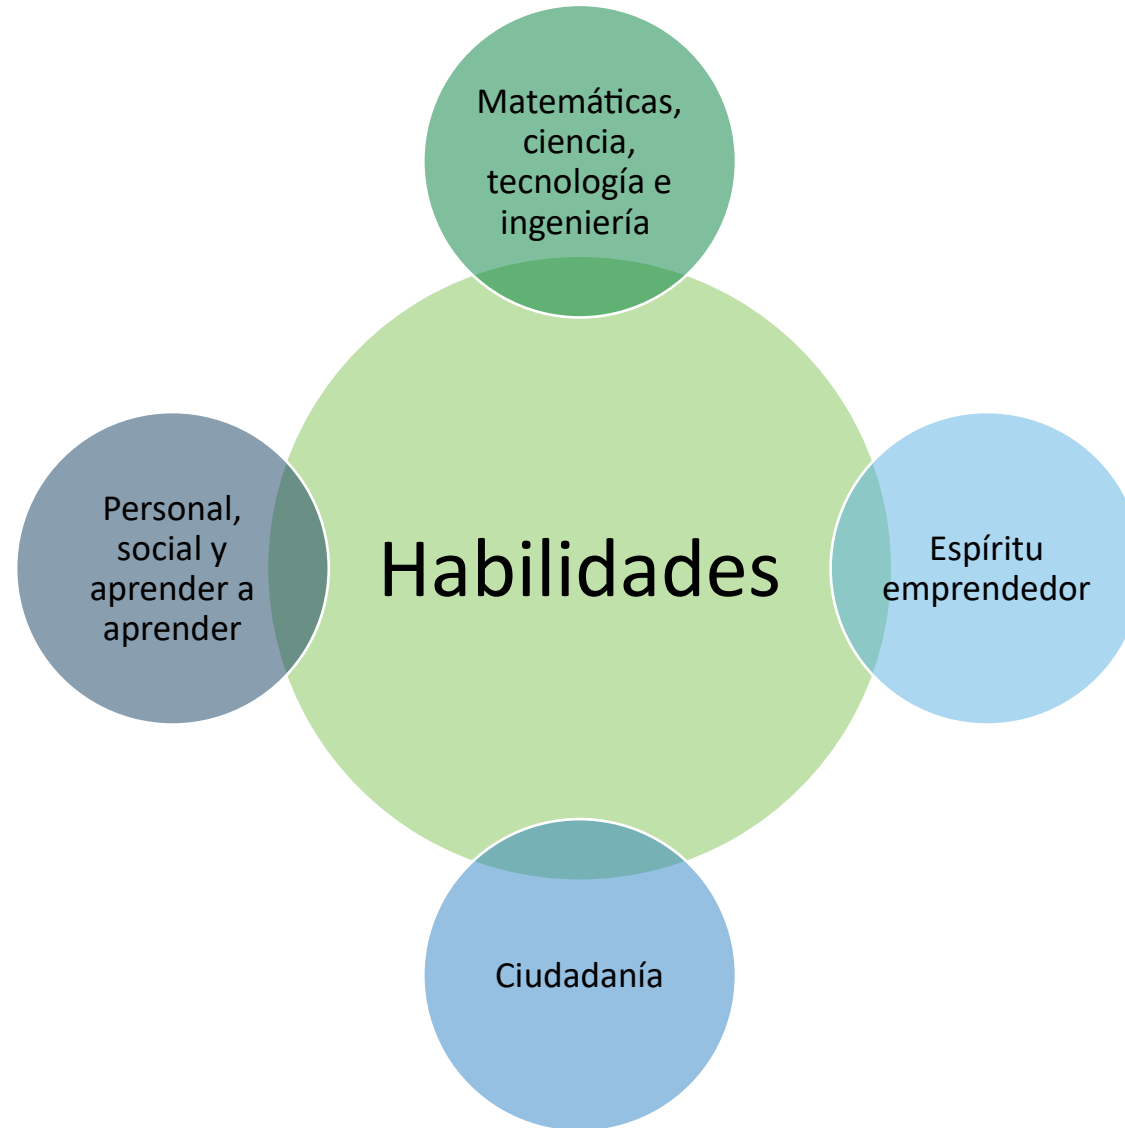 Matemáticas,
ciencia,
tecnología e
ingeniería
Personal,
social y
aprender a
aprender
Habilidades
Espíritu
emprendedor
Ciudadanía